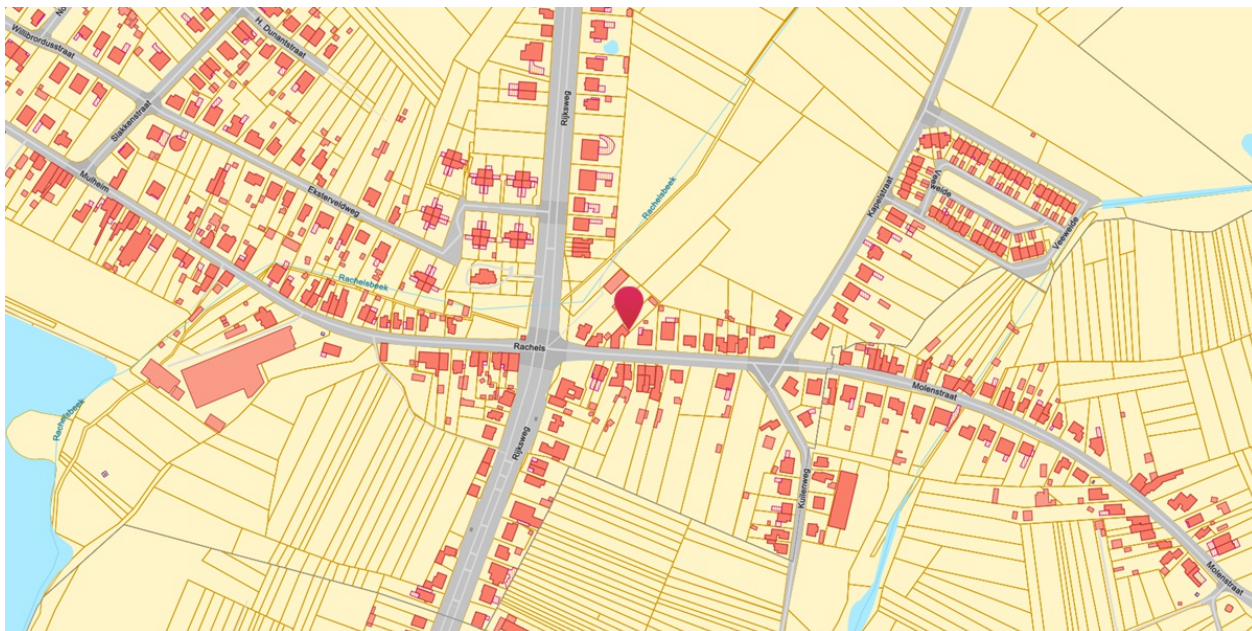 H. Dunantstraat
Willibrordusstraat
Slakkenstraat
Rijksweg
Mulheim
Eksterveldweg
Rachelsbeek
Kapelstraat
Veeweide
Veeweide
Rachelsbeek
Rachels
Molenstraat
Rachelsbeek
Rijksweg
Kuilenweg
Molenstraat